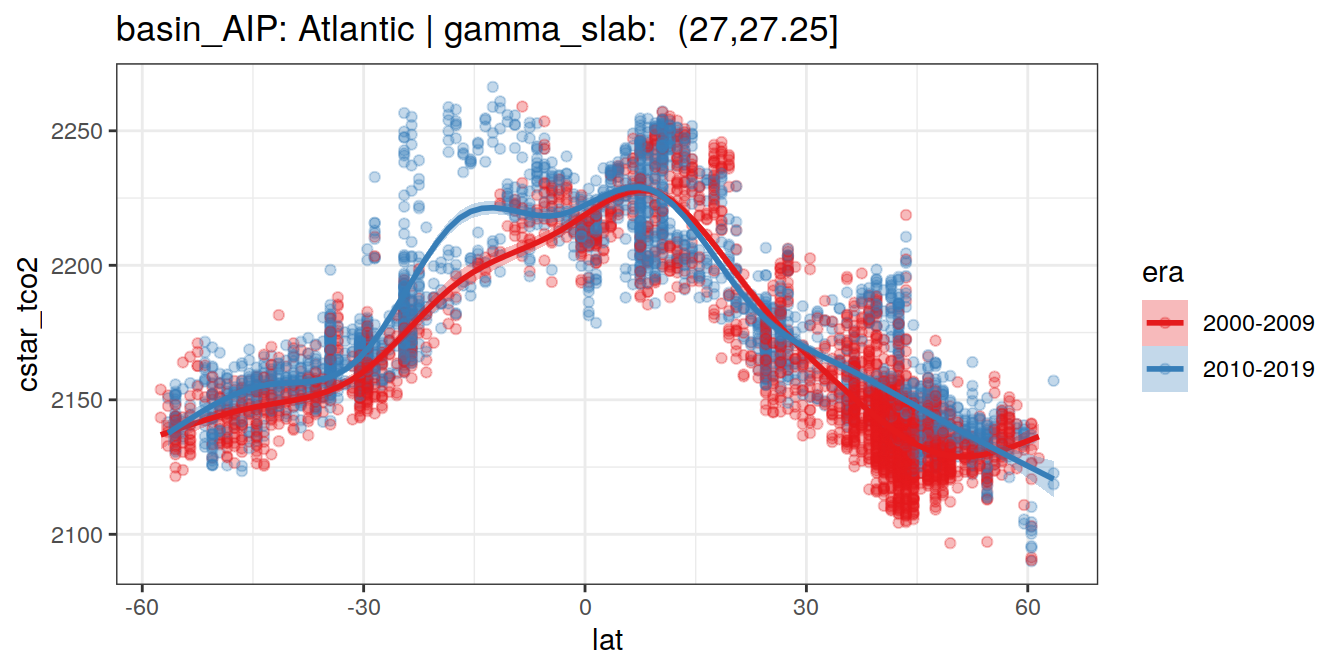 basin_AIP: Atlantic | gamma_slab:  (27,27.25]
cstar_tco2
2250
2200
2150
2100
-60
-30
0
30
60
lat
era
2000-2009
2010-2019